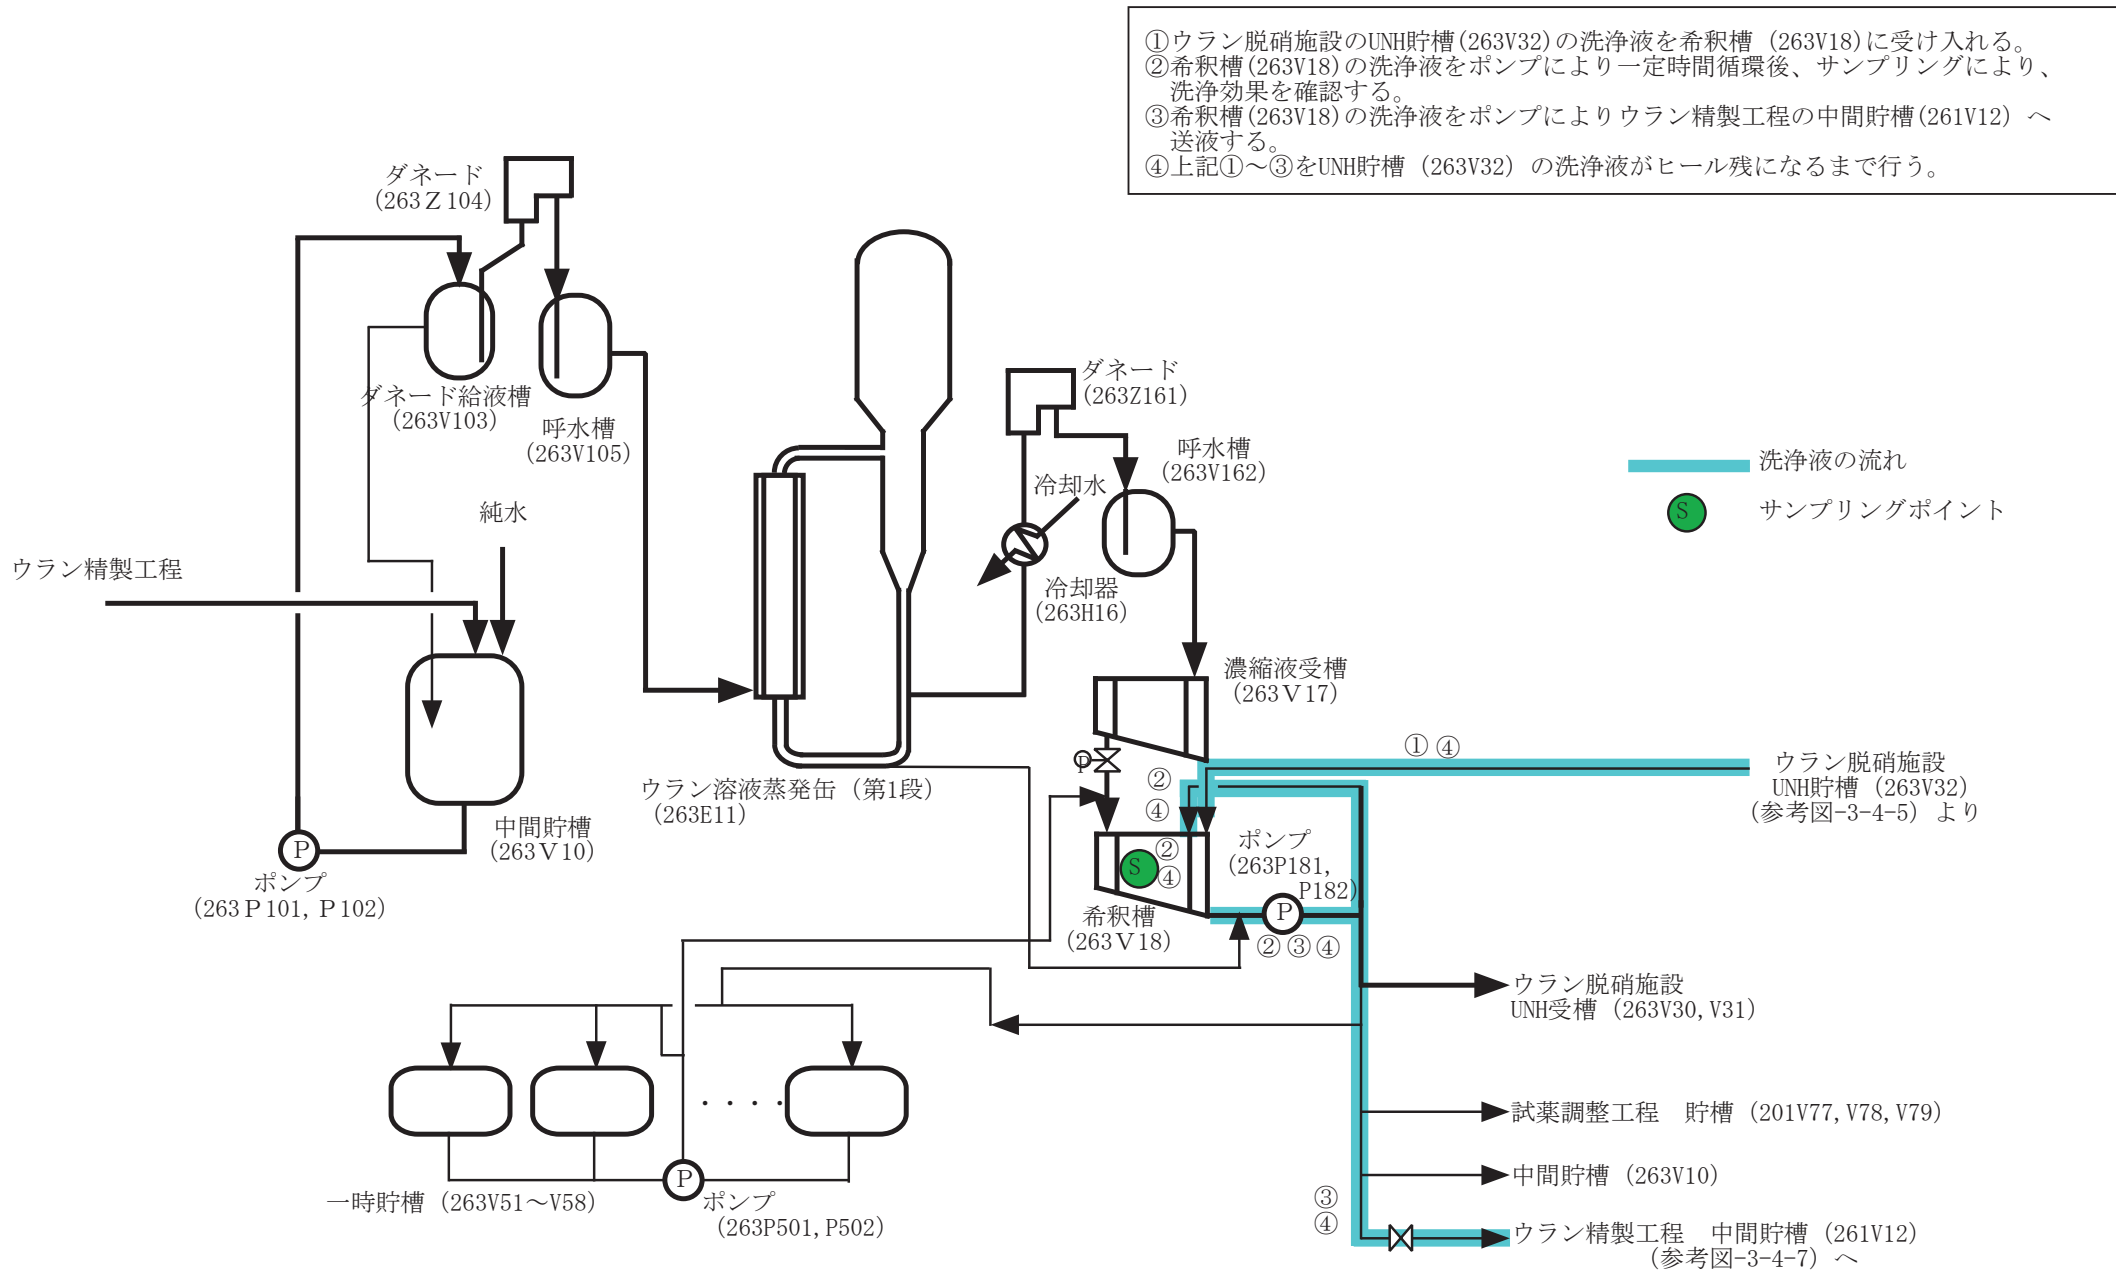 ①ウラン脱硝施設のUNH貯槽(263V32)の洗浄液を希釈槽（263V18)に受け入れる。
②希釈槽(263V18)の洗浄液をポンプにより一定時間循環後、サンプリングにより、
洗浄効果を確認する。
③希釈槽(263V18)の洗浄液をポンプによりウラン精製工程の中間貯槽(261V12）へ
送液する。
④上記①～③をUNH貯槽（263V32）の洗浄液がヒール残になるまで行う。
ダネード
（263Ｚ104）
ダネード給液槽
（263V103）
呼水槽
（263V105）
純水
ウラン精製工程
中間貯槽
（263Ｖ10）
P
ポンプ
（263Ｐ101, Ｐ102）
ウラン溶液蒸発缶（第1段）
（263E11）
ダネード
（263Z161）
冷却水
冷却器
（263H16）
呼水槽
（263V162）
濃縮液受槽
（263Ｖ17）
P
洗浄液の流れ
S
サンプリングポイント
① ④
ウラン脱硝施設
UNH貯槽（263V32）
（参考図-3-4-5）より
②
④
S
②
④
希釈槽
（263Ｖ18）
ポンプ
（263P181,
P182）
P
② ③ ④
ウラン脱硝施設
UNH受槽（263V30, V31）
試薬調整工程　貯槽（201V77, V78, V79）
中間貯槽（263V10）
③
④
ウラン精製工程　中間貯槽（261V12）
（参考図-3-4-7）へ
・・・・
一時貯槽（263V51～V58）
P
ポンプ
（263P501, P502）